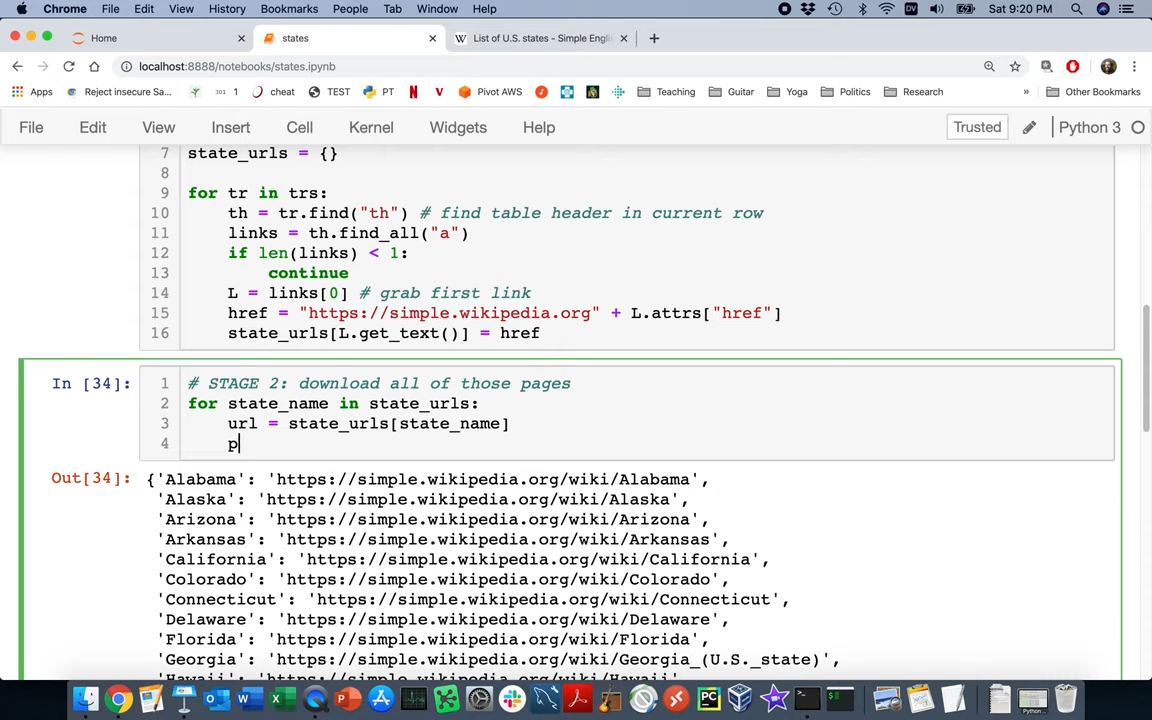 Chrome File Edit View History Bookmarks People Tab Window Help Sat 9:20 PM
Home states List of U.S. states - Simple Engli
localhost:8888/notebooks/states.ipynb
Apps Reject insecure Sa... 301 1 cheat TEST PT Pivot AWS Teaching Guitar Yoga Politics Research » Other Bookmarks
File Edit View Insert Cell Kernel Widgets Help Trusted Python 3
7 state_urls = {}
8
9 for tr in trs:
10 th = tr.find("th") # find table header in current row
11 links = th.find_all("a")
12 if len(links) < 1:
13 continue
14 L = links[0] # grab first link
15 href = "https://simple.wikipedia.org" + L.attrs["href"]
16 state_urls[L.get_text()] = href
In [34]: 1 # STAGE 2: download all of those pages
2 for state_name in state_urls:
3 url = state_urls[state_name]
4 p
Out[34]: {'Alabama': 'https://simple.wikipedia.org/wiki/Alabama',
'Alaska': 'https://simple.wikipedia.org/wiki/Alaska',
'Arizona': 'https://simple.wikipedia.org/wiki/Arizona',
'Arkansas': 'https://simple.wikipedia.org/wiki/Arkansas',
'California': 'https://simple.wikipedia.org/wiki/California',
'Colorado': 'https://simple.wikipedia.org/wiki/Colorado',
'Connecticut': 'https://simple.wikipedia.org/wiki/Connecticut',
'Delaware': 'https://simple.wikipedia.org/wiki/Delaware',
'Florida': 'https://simple.wikipedia.org/wiki/Florida',
'Georgia': 'https://simple.wikipedia.org/wiki/Georgia_(U.S._state)',
'Hawaii': 'https://simple.wikipedia.org/wiki/Hawaii',